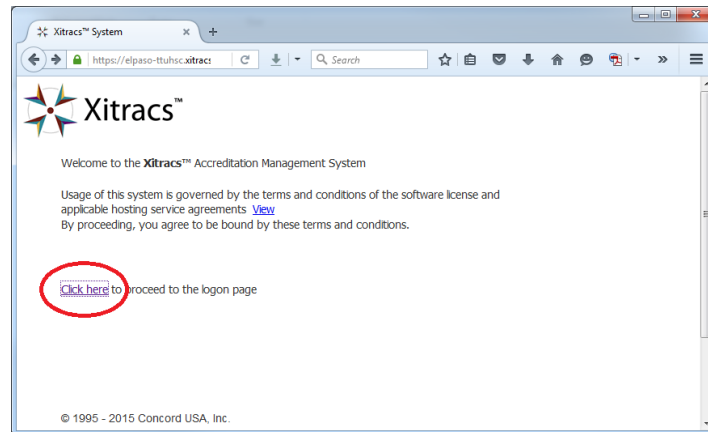 Xitracs™ System
https://elpaso-ttuhsc.xitracs
Search
Xitracs™
Welcome to the Xitracs™ Accreditation Management System
Usage of this system is governed by the terms and conditions of the software license and
applicable hosting service agreements View
By proceeding, you agree to be bound by these terms and conditions.
Click here to proceed to the logon page
© 1995 - 2015 Concord USA, Inc.